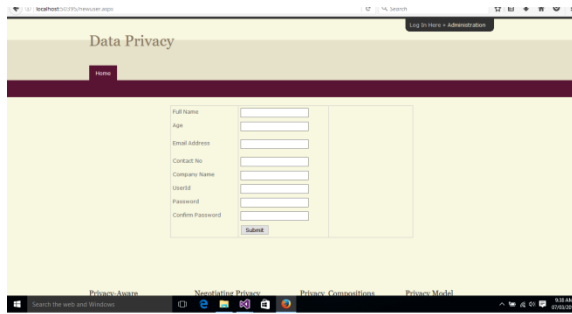 localhost:50395/newuser.aspx
Search
Log In Here » Administration
Data Privacy
Home
Full Name
Age
Email Address
Contact No
Company Name
UserId
Password
Confirm Password
Submit
Privacy-Aware Negotiating Privacy Privacy Compositions Privacy Model
Search the web and Windows
9:38 AM